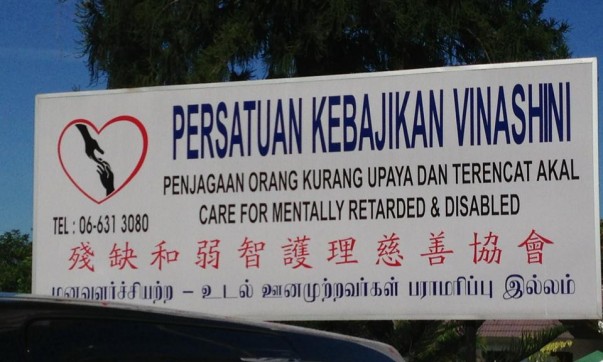 PERSATUAN KEBAJIKAN VINASHINI
PENJAGAAN ORANG KURANG UPAYA DAN TERENCAT AKAL
CARE FOR MENTALLY RETARDED & DISABLED
TEL : 06-631 3080
殘缺和弱智護理慈善協會
மனவளர்ச்சியற்ற – உடல் ஊனமுற்றவர்கள் பராமரிப்பு இல்லம்